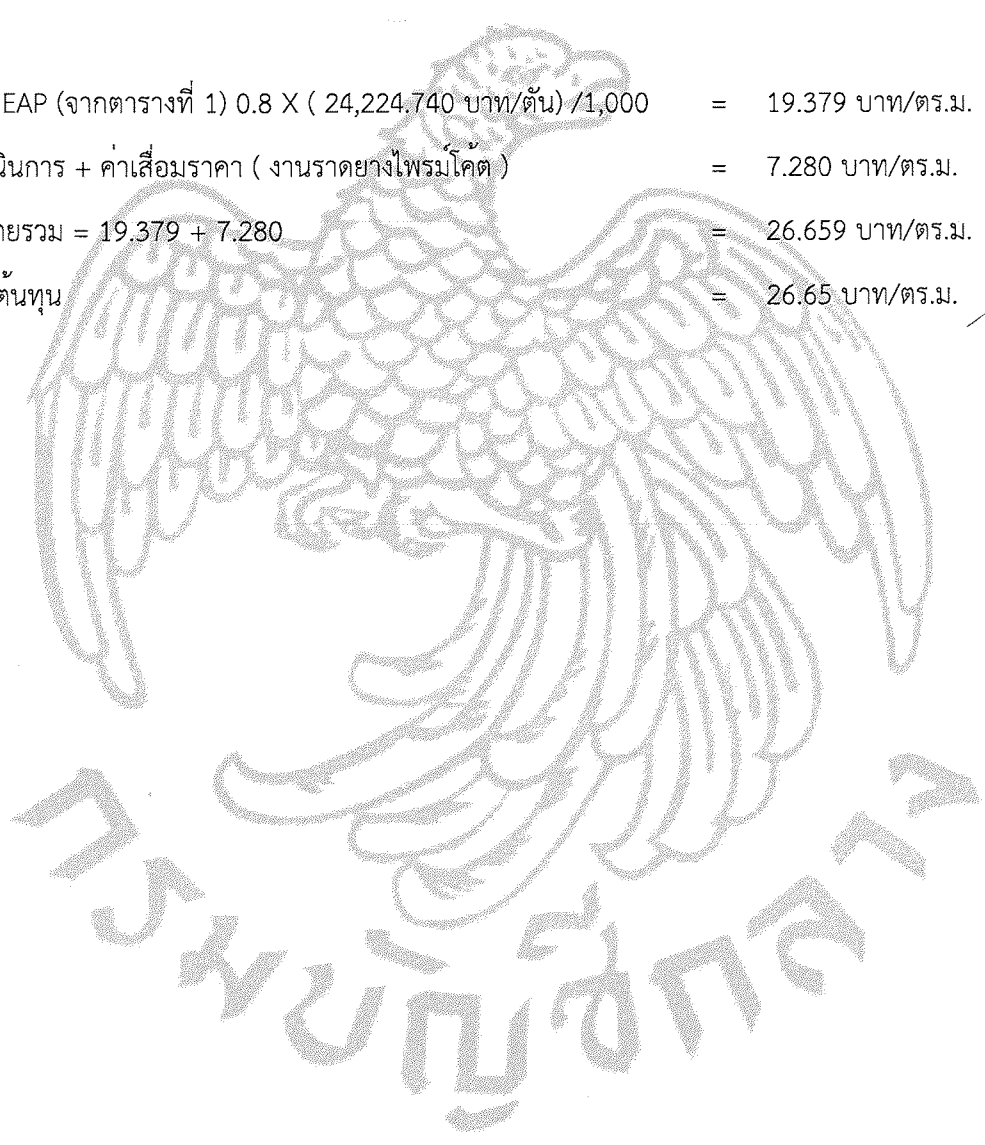 EAP (จากตารางที่ 1) 0.8 X ( 24,224.740 บาท/ตัน) /1,000 = 19.379 บาท/ตร.ม.
นินการ + ค่าเสื่อมราคา ( งานราดยางไพรม์โค้ต ) = 7.280 บาท/ตร.ม.
ายรวม = 19.379 + 7.280 = 26.659 บาท/ตร.ม.
ต้นทุน = 26.65 บาท/ตร.ม.
กรมบัญชีกลาง